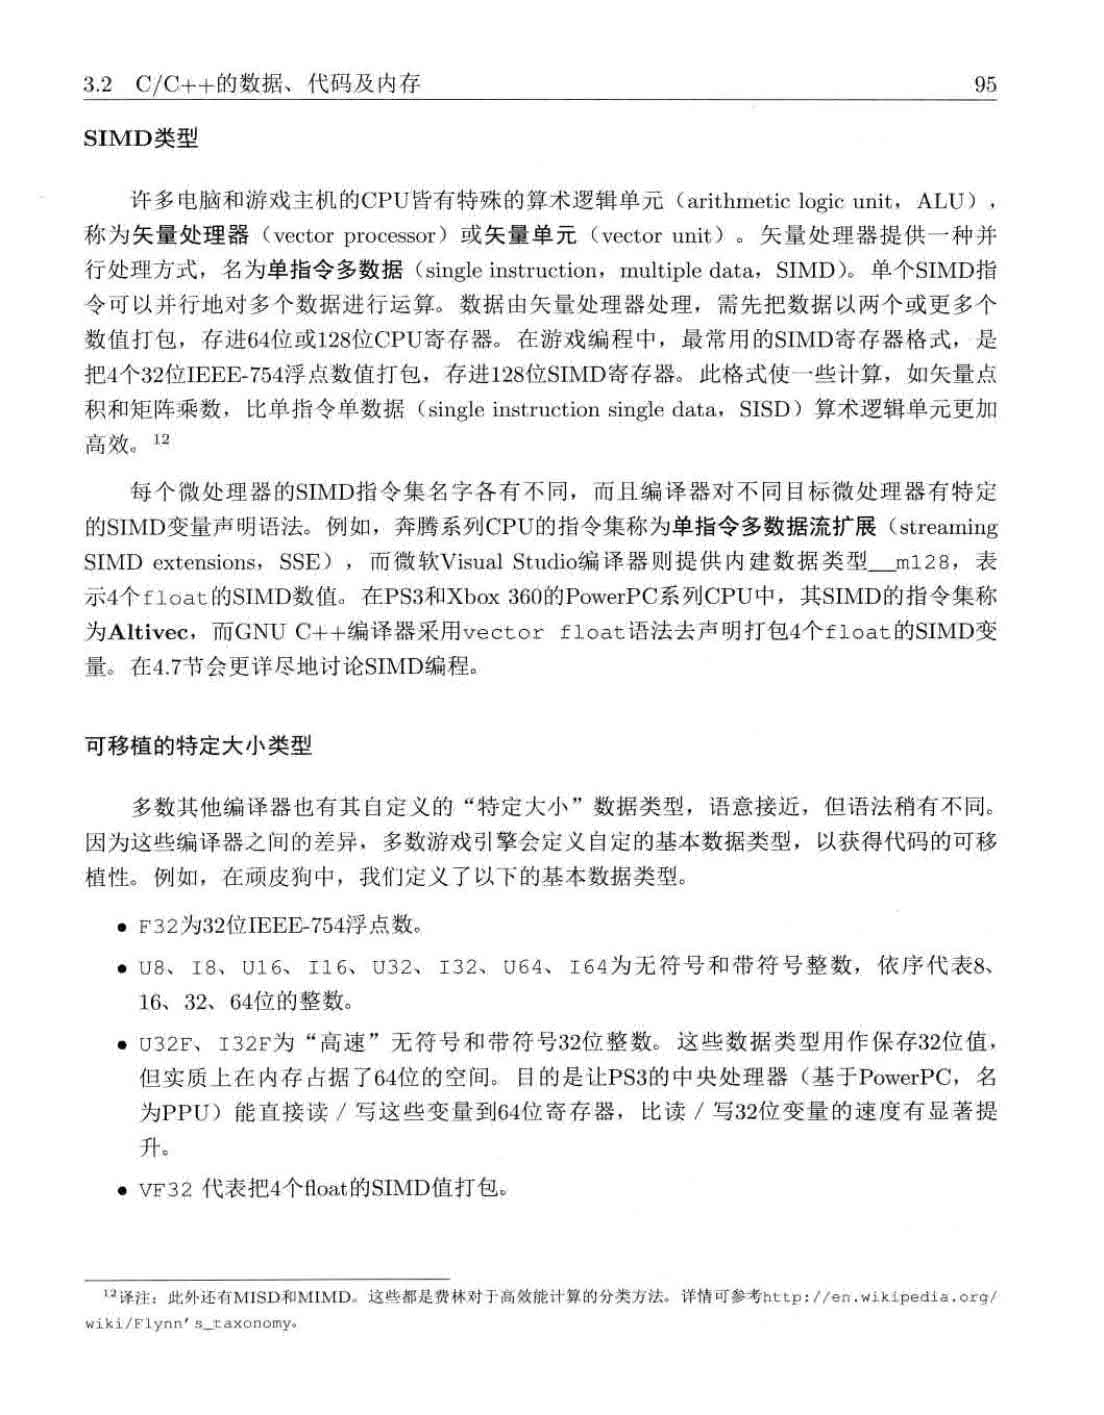 3.2 C/C++的数据、代码及内存 95
SIMD类型
许多电脑和游戏主机的CPU皆有特殊的算术逻辑单元（arithmetic logic unit，ALU），
称为矢量处理器（vector processor）或矢量单元（vector unit）。矢量处理器提供一种并
行处理方式，名为单指令多数据（single instruction，multiple data，SIMD）。单个SIMD指
令可以并行地对多个数据进行运算。数据由矢量处理器处理，需先把数据以两个或更多个
数值打包，存进64位或128位CPU寄存器。在游戏编程中，最常用的SIMD寄存器格式，是
把4个32位IEEE-754浮点数值打包，存进128位SIMD寄存器。此格式使一些计算，如矢量点
积和矩阵乘数，比单指令单数据（single instruction single data，SISD）算术逻辑单元更加
高效。12
每个微处理器的SIMD指令集名字各有不同，而且编译器对不同目标微处理器有特定
的SIMD变量声明语法。例如，奔腾系列CPU的指令集称为单指令多数据流扩展（streaming
SIMD extensions，SSE），而微软Visual Studio编译器则提供内建数据类型__m128，表
示4个float的SIMD数值。在PS3和Xbox 360的PowerPC系列CPU中，其SIMD的指令集称
为Altivec，而GNU C++编译器采用vector float语法去声明打包4个float的SIMD变
量。在4.7节会更详尽地讨论SIMD编程。
可移植的特定大小类型
多数其他编译器也有其自定义的“特定大小”数据类型，语意接近，但语法稍有不同。
因为这些编译器之间的差异，多数游戏引擎会定义自定的基本数据类型，以获得代码的可移
植性。例如，在顽皮狗中，我们定义了以下的基本数据类型。
• F32为32位IEEE-754浮点数。
• U8、I8、U16、I16、U32、I32、U64、I64为无符号和带符号整数，依序代表8、
16、32、64位的整数。
• U32F、I32F为“高速”无符号和带符号32位整数。这些数据类型用作保存32位值，
但实质上在内存占据了64位的空间。目的是让PS3的中央处理器（基于PowerPC，名
为PPU）能直接读／写这些变量到64位寄存器，比读／写32位变量的速度有显著提
升。
• VF32 代表把4个float的SIMD值打包。
12译注：此外还有MISD和MIMD。这些都是费林对于高效能计算的分类方法。详情可参考http://en.wikipedia.org/
wiki/Flynn's_taxonomy。